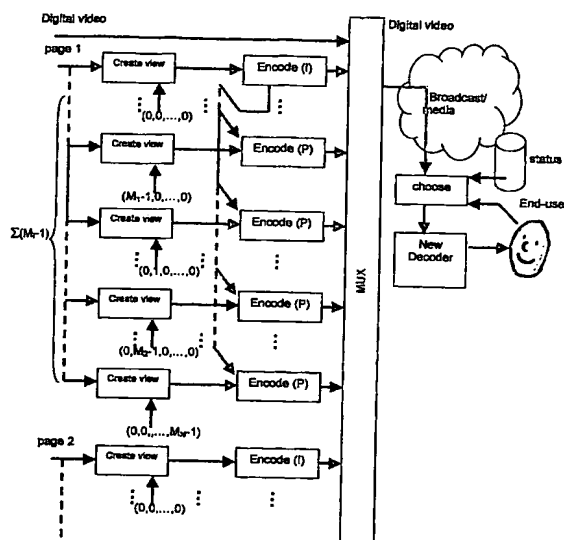 Digital video
Digital video
page 1
Create view
Encode (I)
(0,0,...,0)
Broadcast/
media
status
Create view
Encode (P)
(M₁-1,0,...,0)
choose
End-use
Σ(Mᵢ-1)
Create view
Encode (P)
(0,1,0,...,0)
New
Decoder
MUX
Create view
Encode (P)
(0,M₂-1,0,...,0)
Create view
Encode (P)
(0,0,,...,M_N-1)
page 2
Create view
Encode (I)
(0,0,...,0)